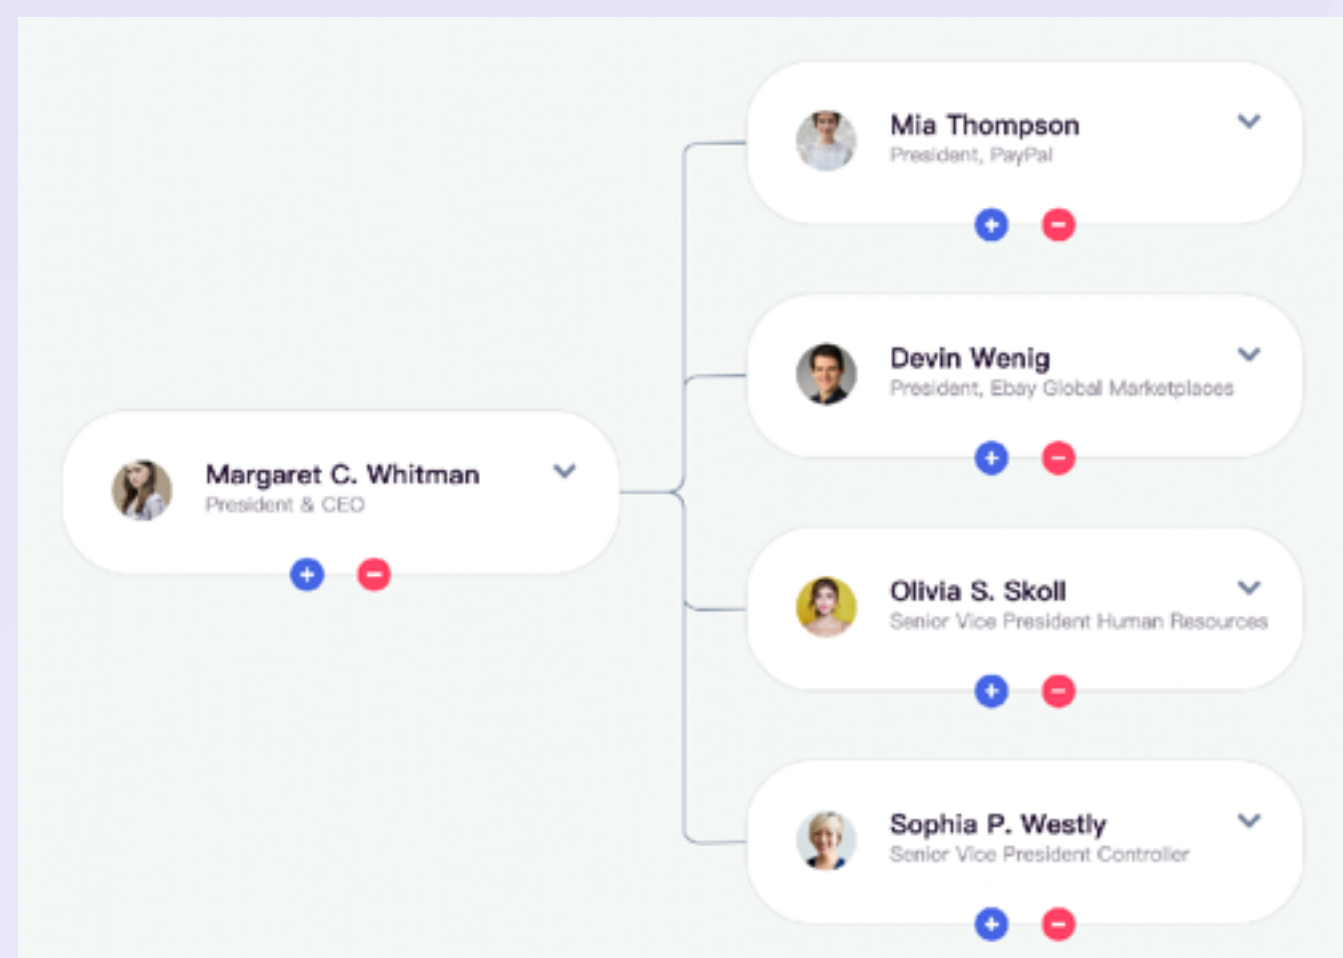 Mia Thompson
President, PayPal
Devin Wenig
President, Ebay Global Marketplaces
Margaret C. Whitman
President & CEO
Olivia S. Skoll
Senior Vice President Human Resources
Sophia P. Westly
Senior Vice President Controller